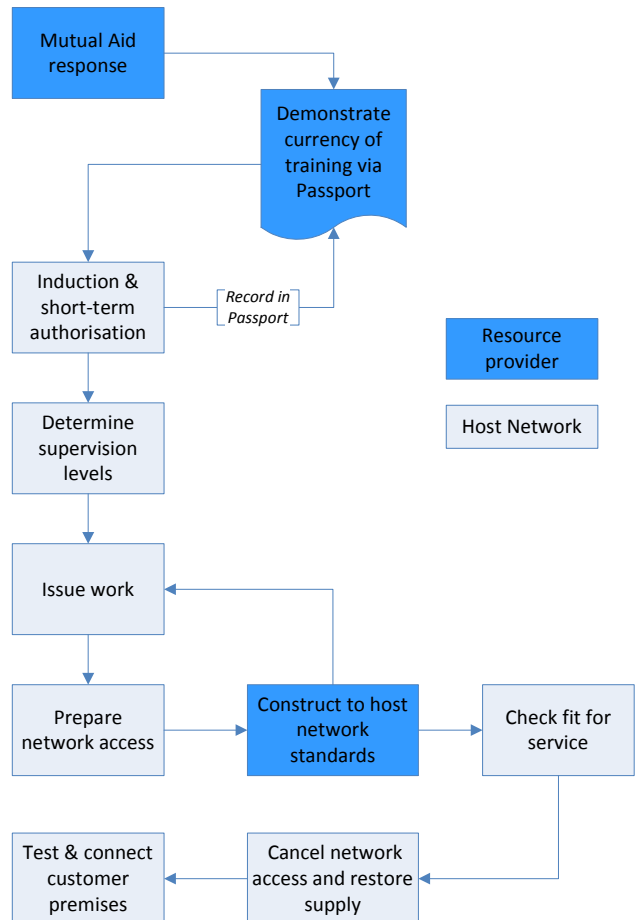 Mutual Aid
response
Demonstrate
currency of
training via
Passport
Induction &
short-term
authorisation
Record in
Passport
Resource
provider
Determine
supervision
levels
Host Network
Issue work
Prepare
network access
Construct to host
network
standards
Check fit for
service
Test & connect
customer
premises
Cancel network
access and restore
supply